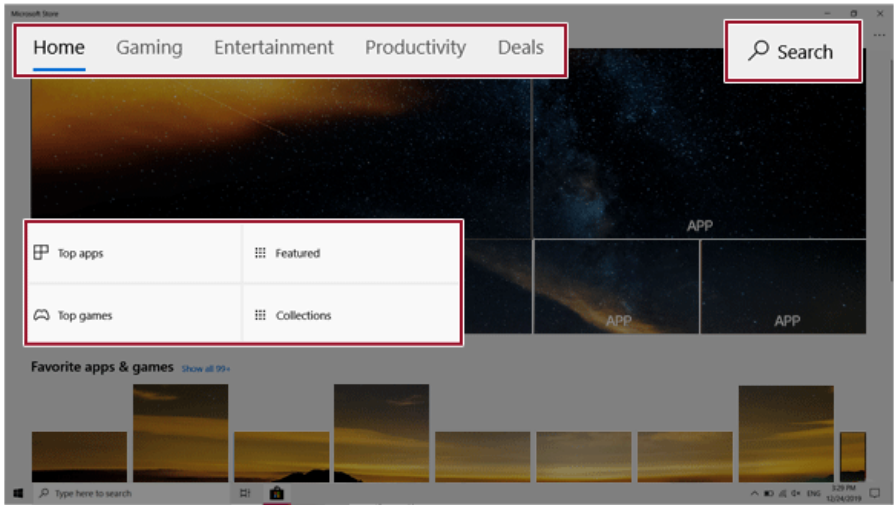 Microsoft Store
Home Gaming Entertainment Productivity Deals
Search
APP
Top apps Featured
Top games Collections
APP APP
Favorite apps & games Show all 99+
Type here to search
ENG 3:29 PM
12/24/2019